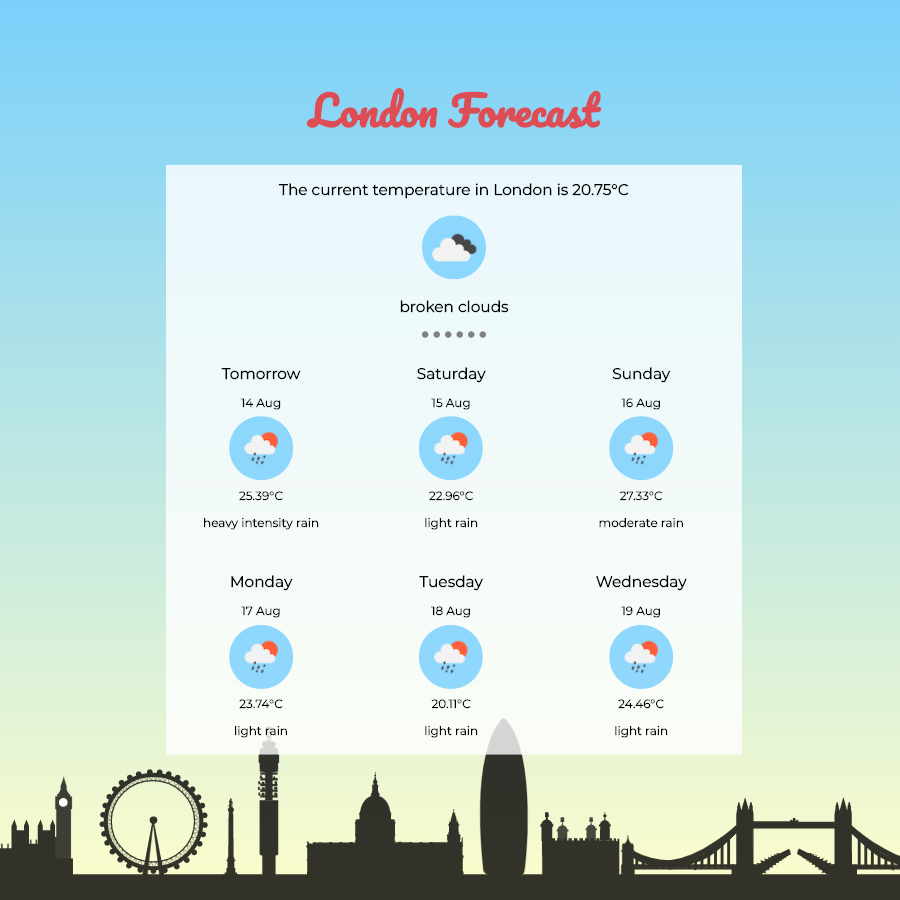 London Forecast
The current temperature in London is 20.75°C
broken clouds
Tomorrow
14 Aug
25.39°C
heavy intensity rain
Saturday
15 Aug
22.96°C
light rain
Sunday
16 Aug
27.33°C
moderate rain
Monday
17 Aug
23.74°C
light rain
Tuesday
18 Aug
20.11°C
light rain
Wednesday
19 Aug
24.46°C
light rain